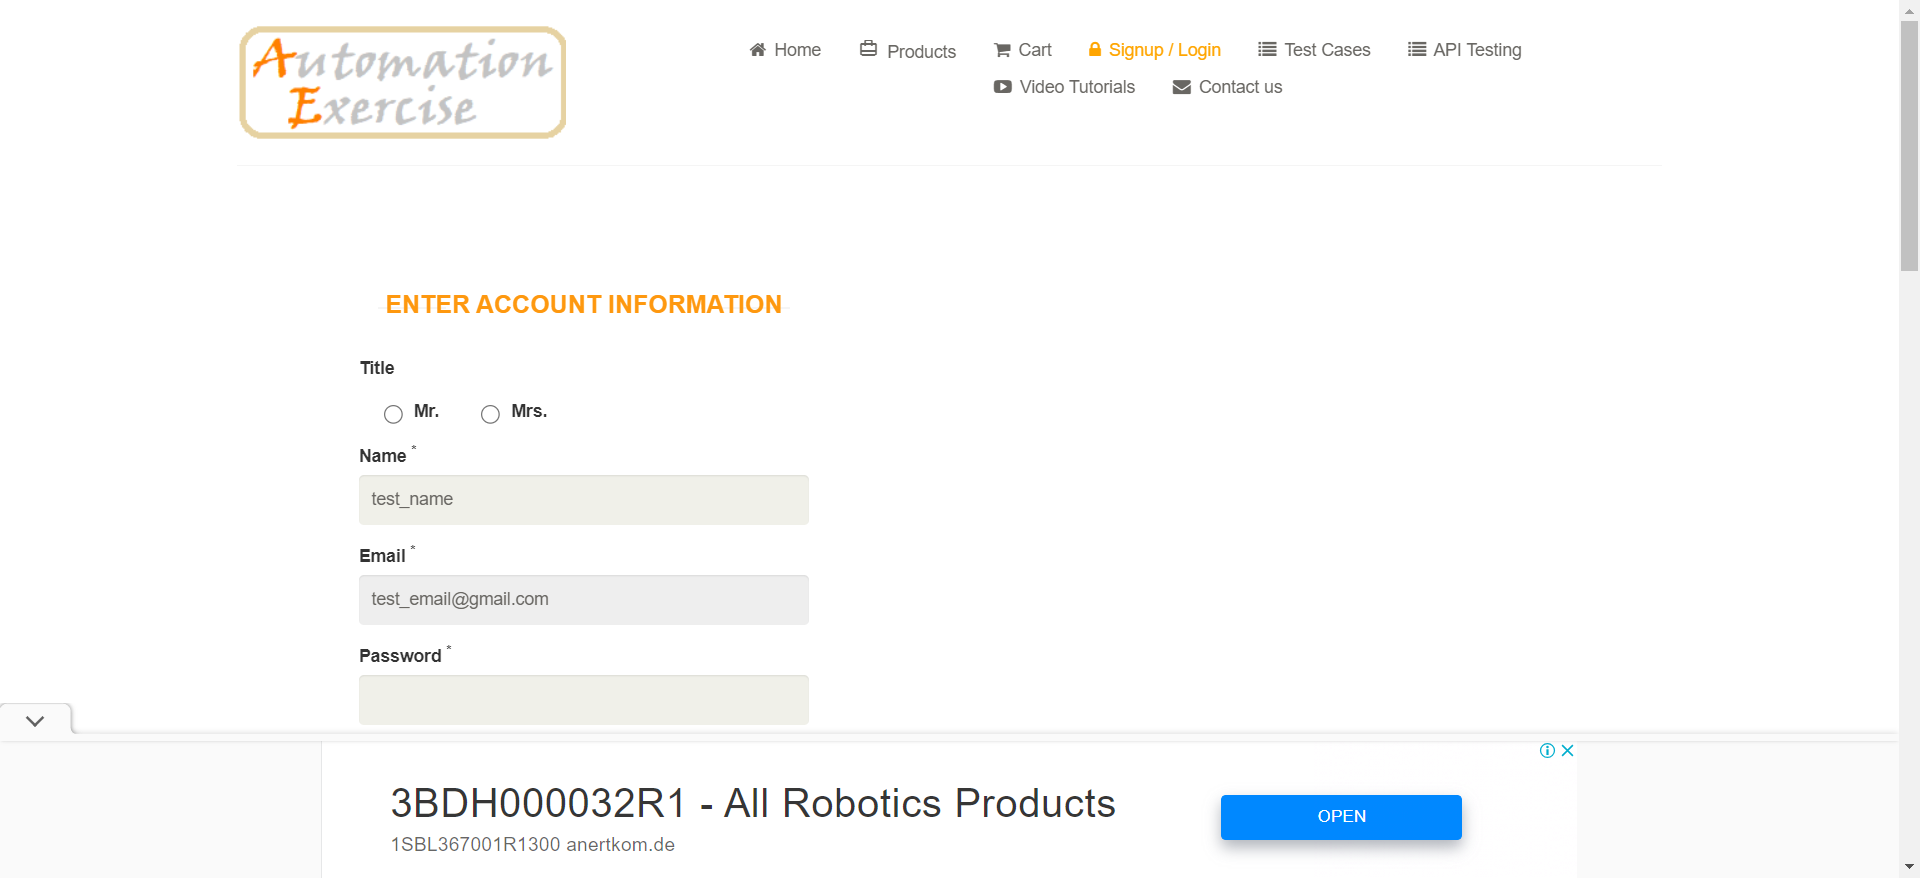 Automation
Exercise
Home Products Cart Signup / Login Test Cases API Testing
Video Tutorials Contact us
ENTER ACCOUNT INFORMATION
Title
Mr. Mrs.
Name *
test_name
Email *
test_email@gmail.com
Password *
3BDH000032R1 - All Robotics Products
1SBL367001R1300 anertkom.de
OPEN